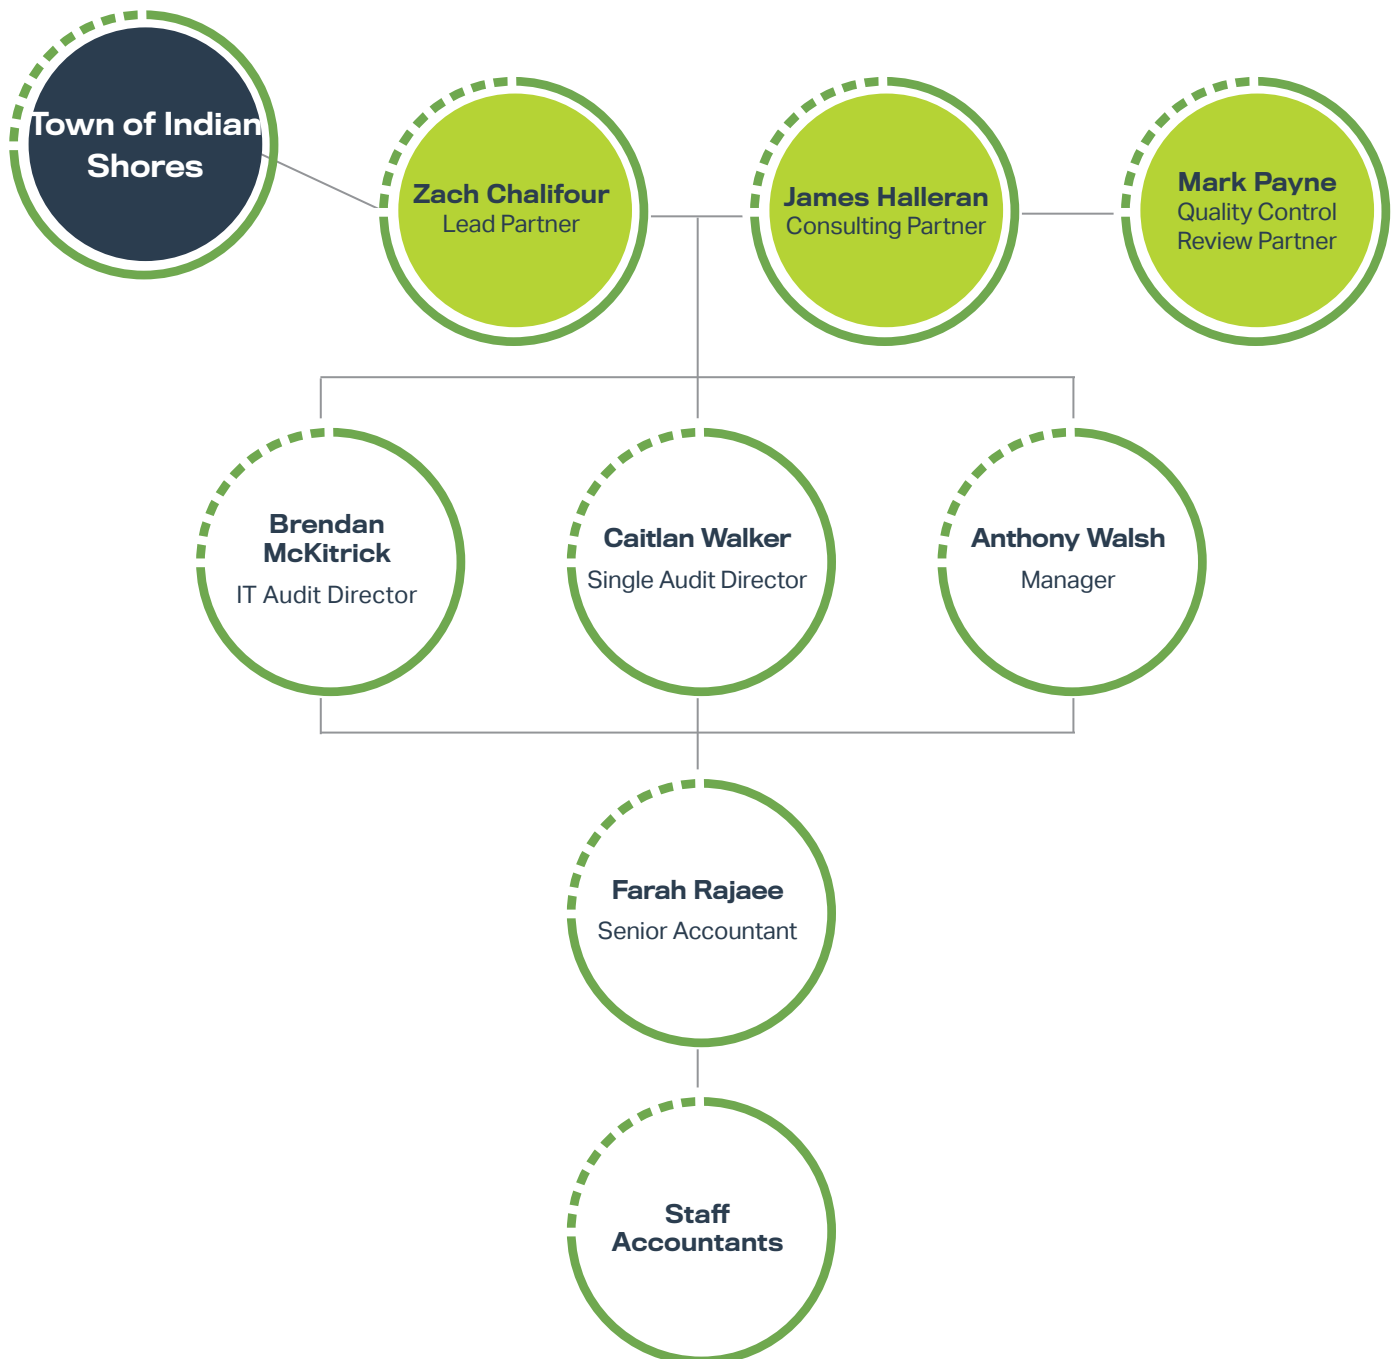 Town of Indian
Shores
Zach Chalifour
Lead Partner
James Halleran
Consulting Partner
Mark Payne
Quality Control
Review Partner
Brendan
McKitrick
IT Audit Director
Caitlan Walker
Single Audit Director
Anthony Walsh
Manager
Farah Rajaee
Senior Accountant
Staff
Accountants